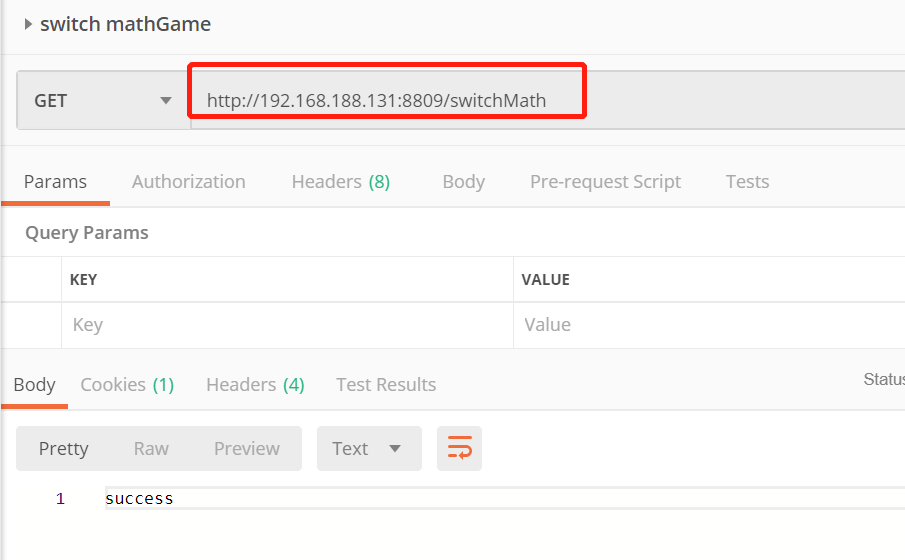 switch mathGame
GET http://192.168.188.131:8809/switchMath
Params Authorization Headers (8) Body Pre-request Script Tests
Query Params
KEY VALUE
Key Value
Body Cookies (1) Headers (4) Test Results Status
Pretty Raw Preview Text
1 success